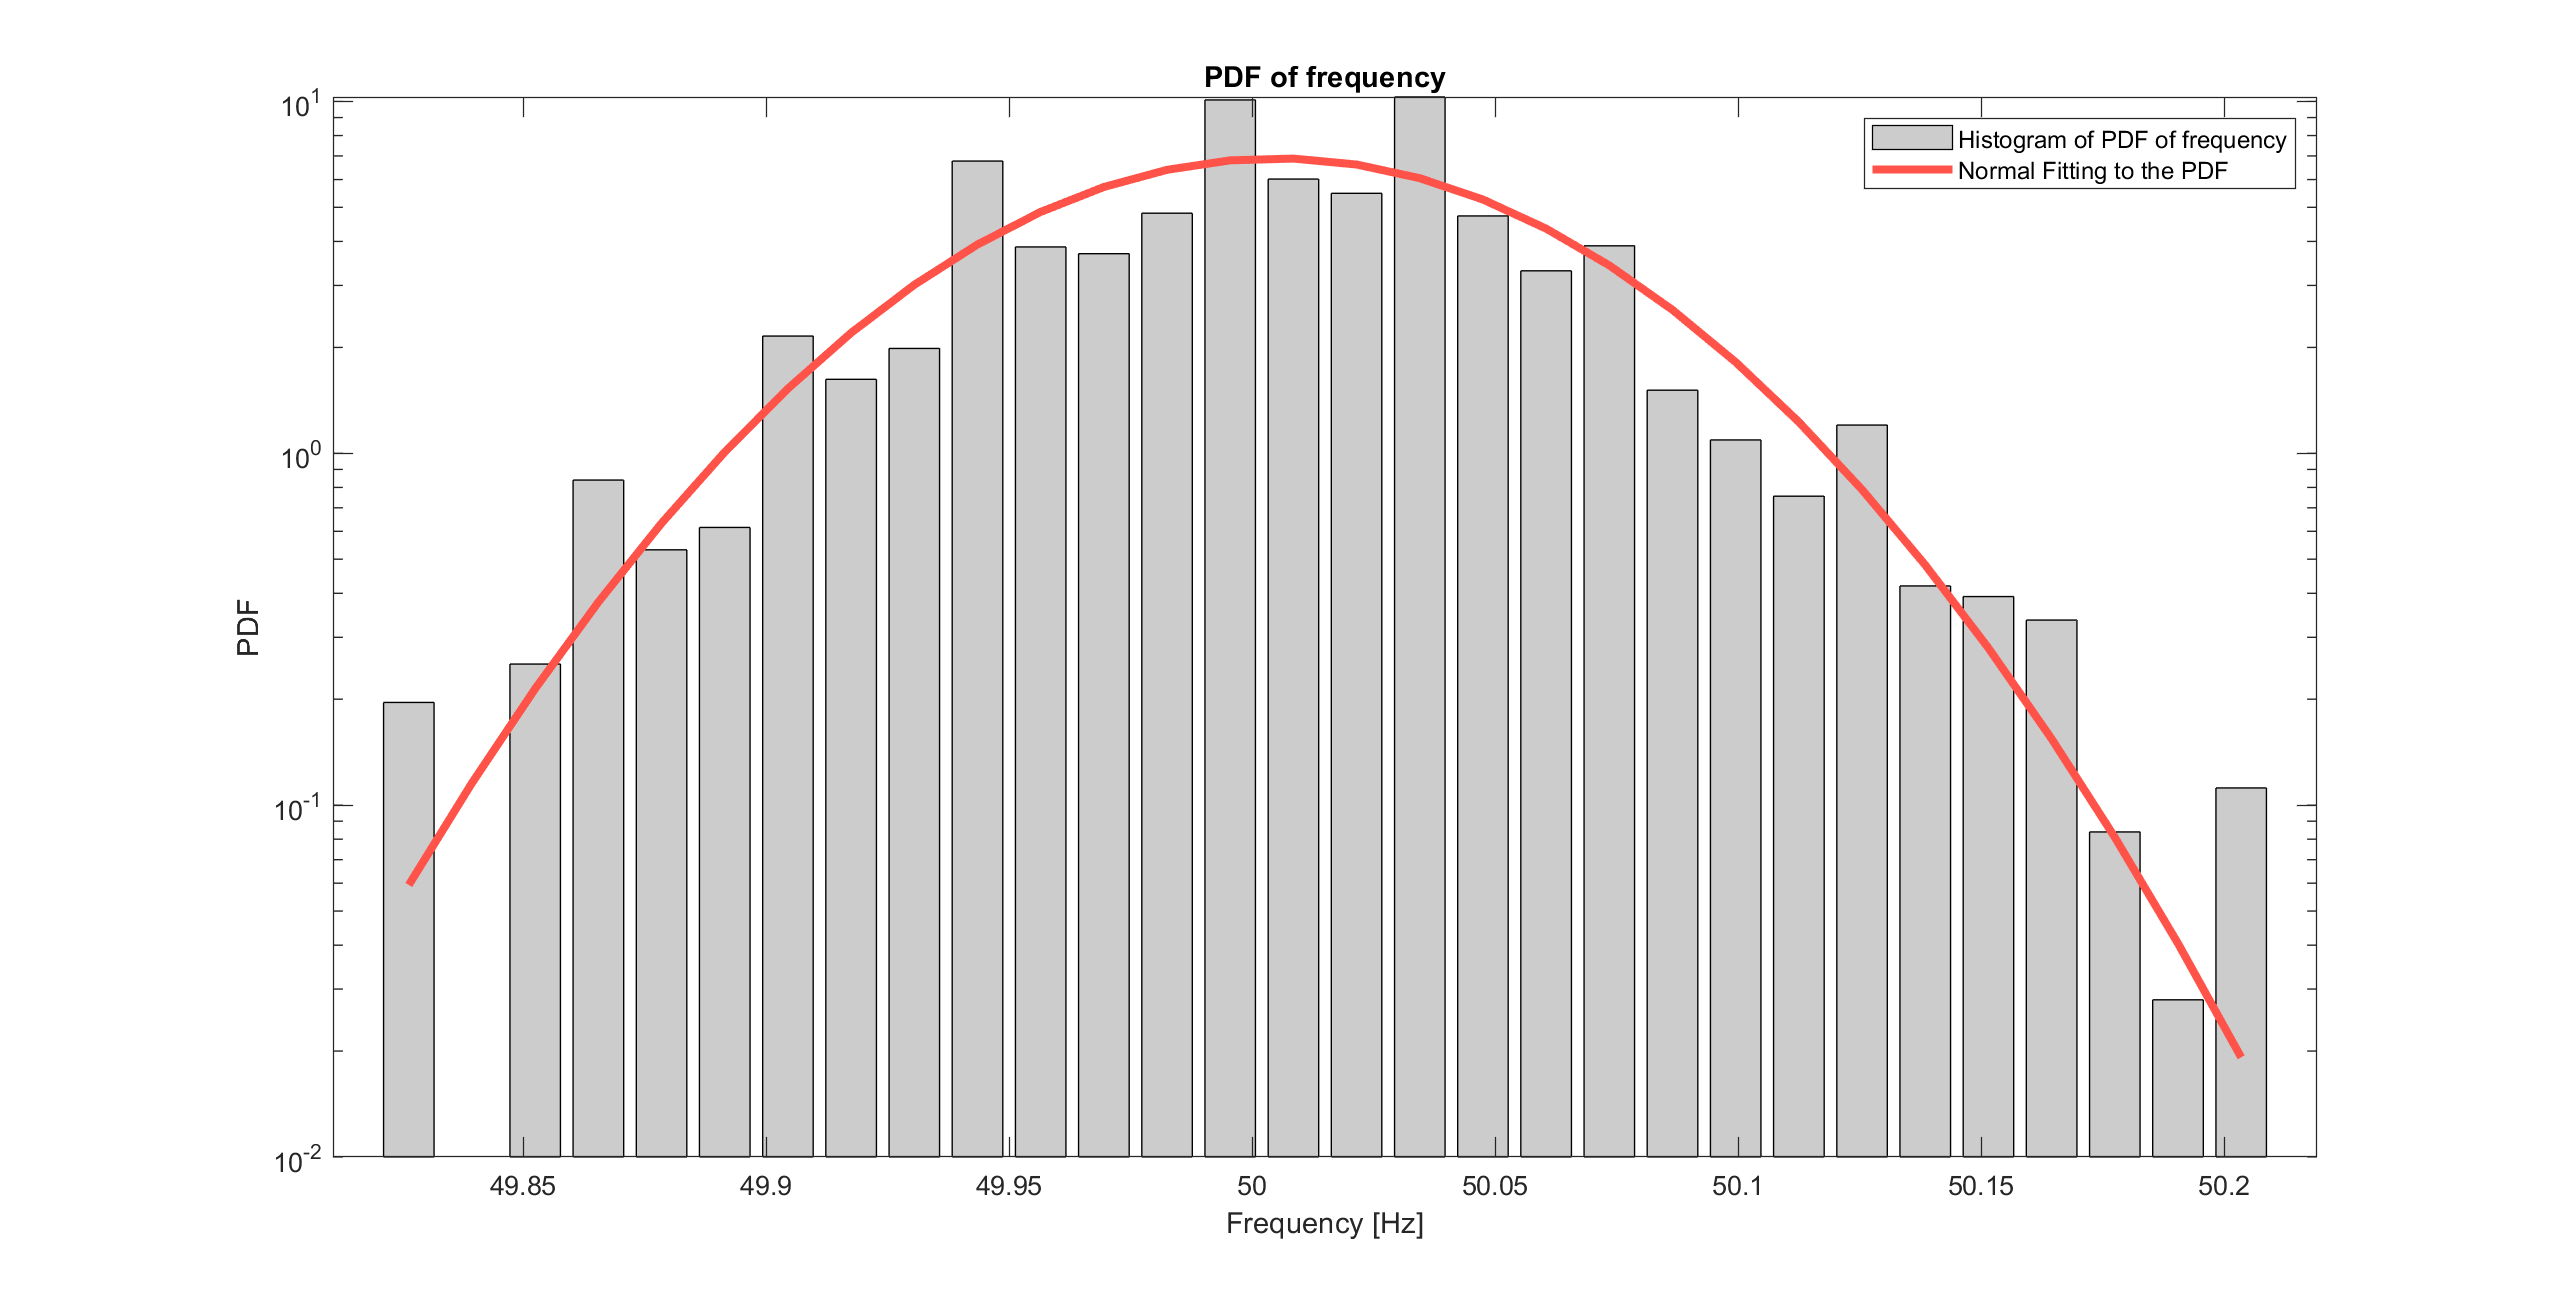 PDF of frequency
Histogram of PDF of frequency
Normal Fitting to the PDF
10^1
10^0
10^-1
10^-2
PDF
49.85 49.9 49.95 50 50.05 50.1 50.15 50.2
Frequency [Hz]